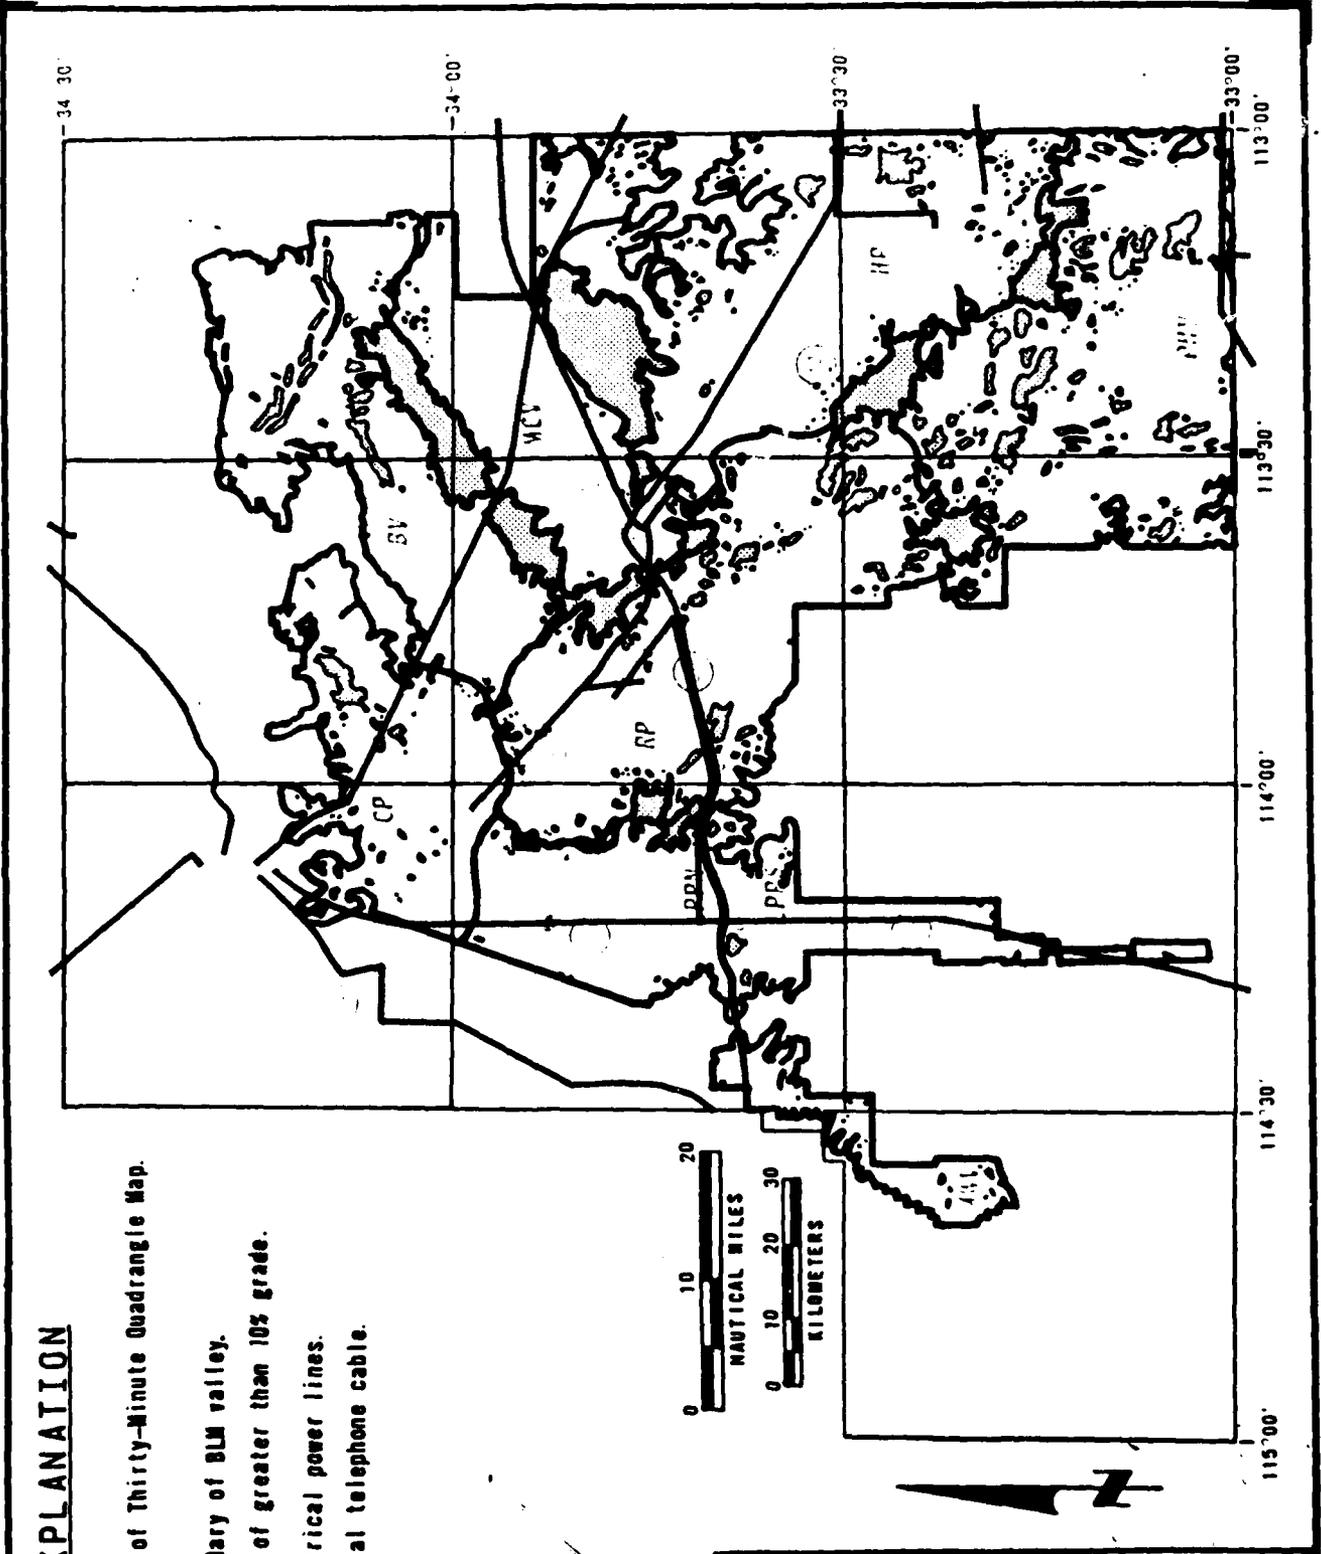 PLANATION
of Thirty-Minute Quadrangle Map.
dary of BLM valley.
of greater than 10% grade.
rical power lines.
al telephone cable.
34 30'
34°00'
33°30'
33°00'
113°00'
113°30'
114°00'
114°30'
115°00'
BV
CP
MCV
RP
HP
0 10 20
NAUTICAL MILES
0 10 20 30
KILOMETERS
N